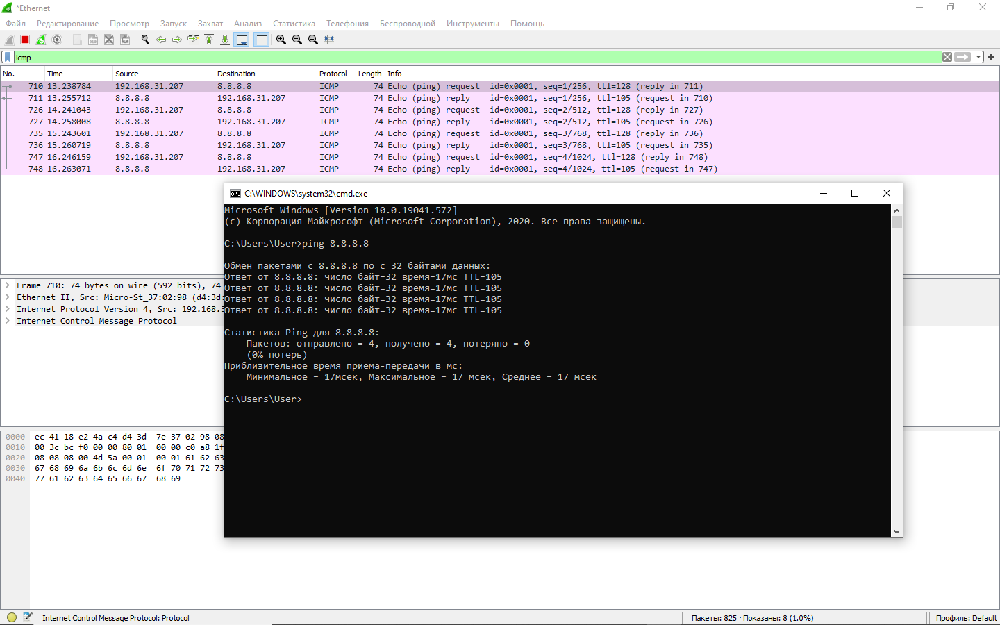 *Ethernet
Файл Редактирование Просмотр Запуск Захват Анализ Статистика Телефония Беспроводной Инструменты Помощь
icmp
No. Time Source Destination Protocol Length Info
710 13.238784 192.168.31.207 8.8.8.8 ICMP 74 Echo (ping) request id=0x0001, seq=1/256, ttl=128 (reply in 711)
711 13.255712 8.8.8.8 192.168.31.207 ICMP 74 Echo (ping) reply id=0x0001, seq=1/256, ttl=105 (request in 710)
726 14.241043 192.168.31.207 8.8.8.8 ICMP 74 Echo (ping) request id=0x0001, seq=2/512, ttl=128 (reply in 727)
727 14.258008 8.8.8.8 192.168.31.207 ICMP 74 Echo (ping) reply id=0x0001, seq=2/512, ttl=105 (request in 726)
735 15.243601 192.168.31.207 8.8.8.8 ICMP 74 Echo (ping) request id=0x0001, seq=3/768, ttl=128 (reply in 736)
736 15.260719 8.8.8.8 192.168.31.207 ICMP 74 Echo (ping) reply id=0x0001, seq=3/768, ttl=105 (request in 735)
747 16.246159 192.168.31.207 8.8.8.8 ICMP 74 Echo (ping) request id=0x0001, seq=4/1024, ttl=128 (reply in 748)
748 16.263071 8.8.8.8 192.168.31.207 ICMP 74 Echo (ping) reply id=0x0001, seq=4/1024, ttl=105 (request in 747)
C:\WINDOWS\system32\cmd.exe
Microsoft Windows [Version 10.0.19041.572]
(c) Корпорация Майкрософт (Microsoft Corporation), 2020. Все права защищены.
C:\Users\User>ping 8.8.8.8
Обмен пакетами с 8.8.8.8 по с 32 байтами данных:
Ответ от 8.8.8.8: число байт=32 время=17мс TTL=105
Ответ от 8.8.8.8: число байт=32 время=17мс TTL=105
Ответ от 8.8.8.8: число байт=32 время=17мс TTL=105
Ответ от 8.8.8.8: число байт=32 время=17мс TTL=105
Статистика Ping для 8.8.8.8:
Пакетов: отправлено = 4, получено = 4, потеряно = 0
(0% потерь)
Приблизительное время приема-передачи в мс:
Минимальное = 17мсек, Максимальное = 17 мсек, Среднее = 17 мсек
C:\Users\User>
Frame 710: 74 bytes on wire (592 bits), 74
Ethernet II, Src: Micro-St_37:02:98 (d4:3d:
Internet Protocol Version 4, Src: 192.168.3
Internet Control Message Protocol
0000 ec 41 18 e2 4a c4 d4 3d 7e 37 02 98 08
0010 00 3c bc f0 00 00 80 01 00 00 c0 a8 1f
0020 08 08 08 00 4d 5a 00 01 00 01 61 62 63
0030 67 68 69 6a 6b 6c 6d 6e 6f 70 71 72 73
0040 77 61 62 63 64 65 66 67 68 69
Internet Control Message Protocol: Protocol
Пакеты: 825 · Показаны: 8 (1.0%)
Профиль: Default